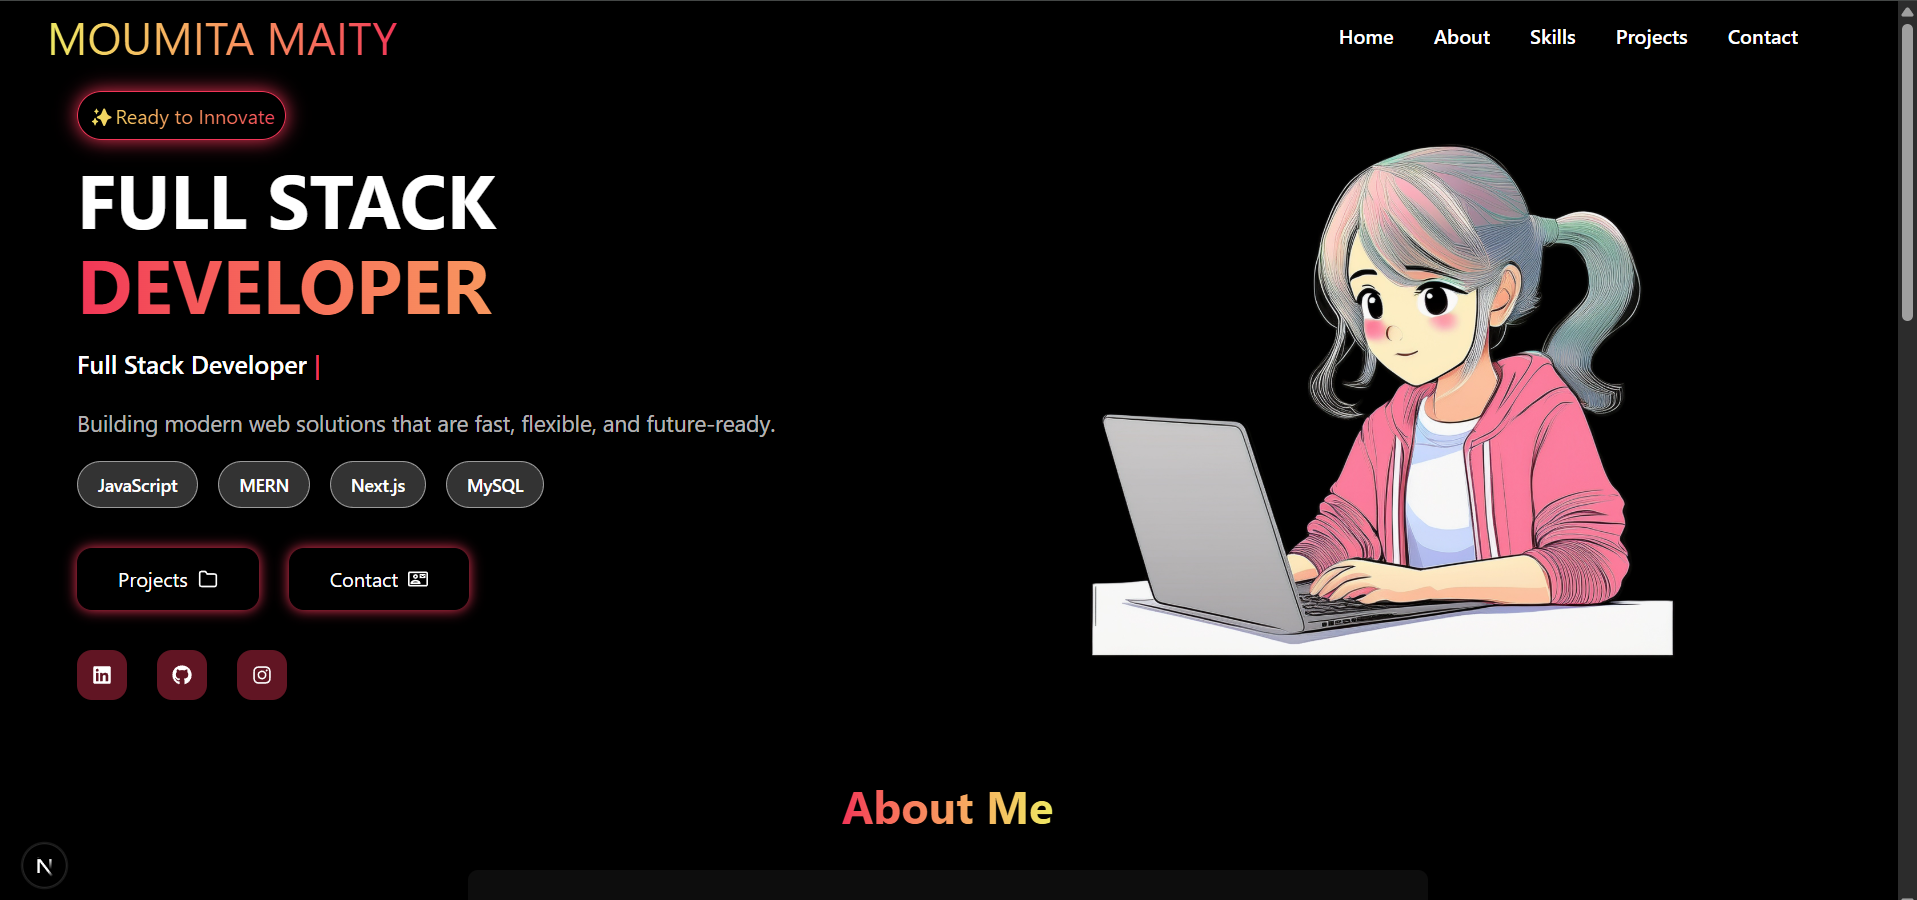 MOUMITA MAITY
Home About Skills Projects Contact
✨Ready to Innovate
FULL STACK
DEVELOPER
Full Stack Developer |
Building modern web solutions that are fast, flexible, and future-ready.
JavaScript MERN Next.js MySQL
Projects Contact
About Me
N